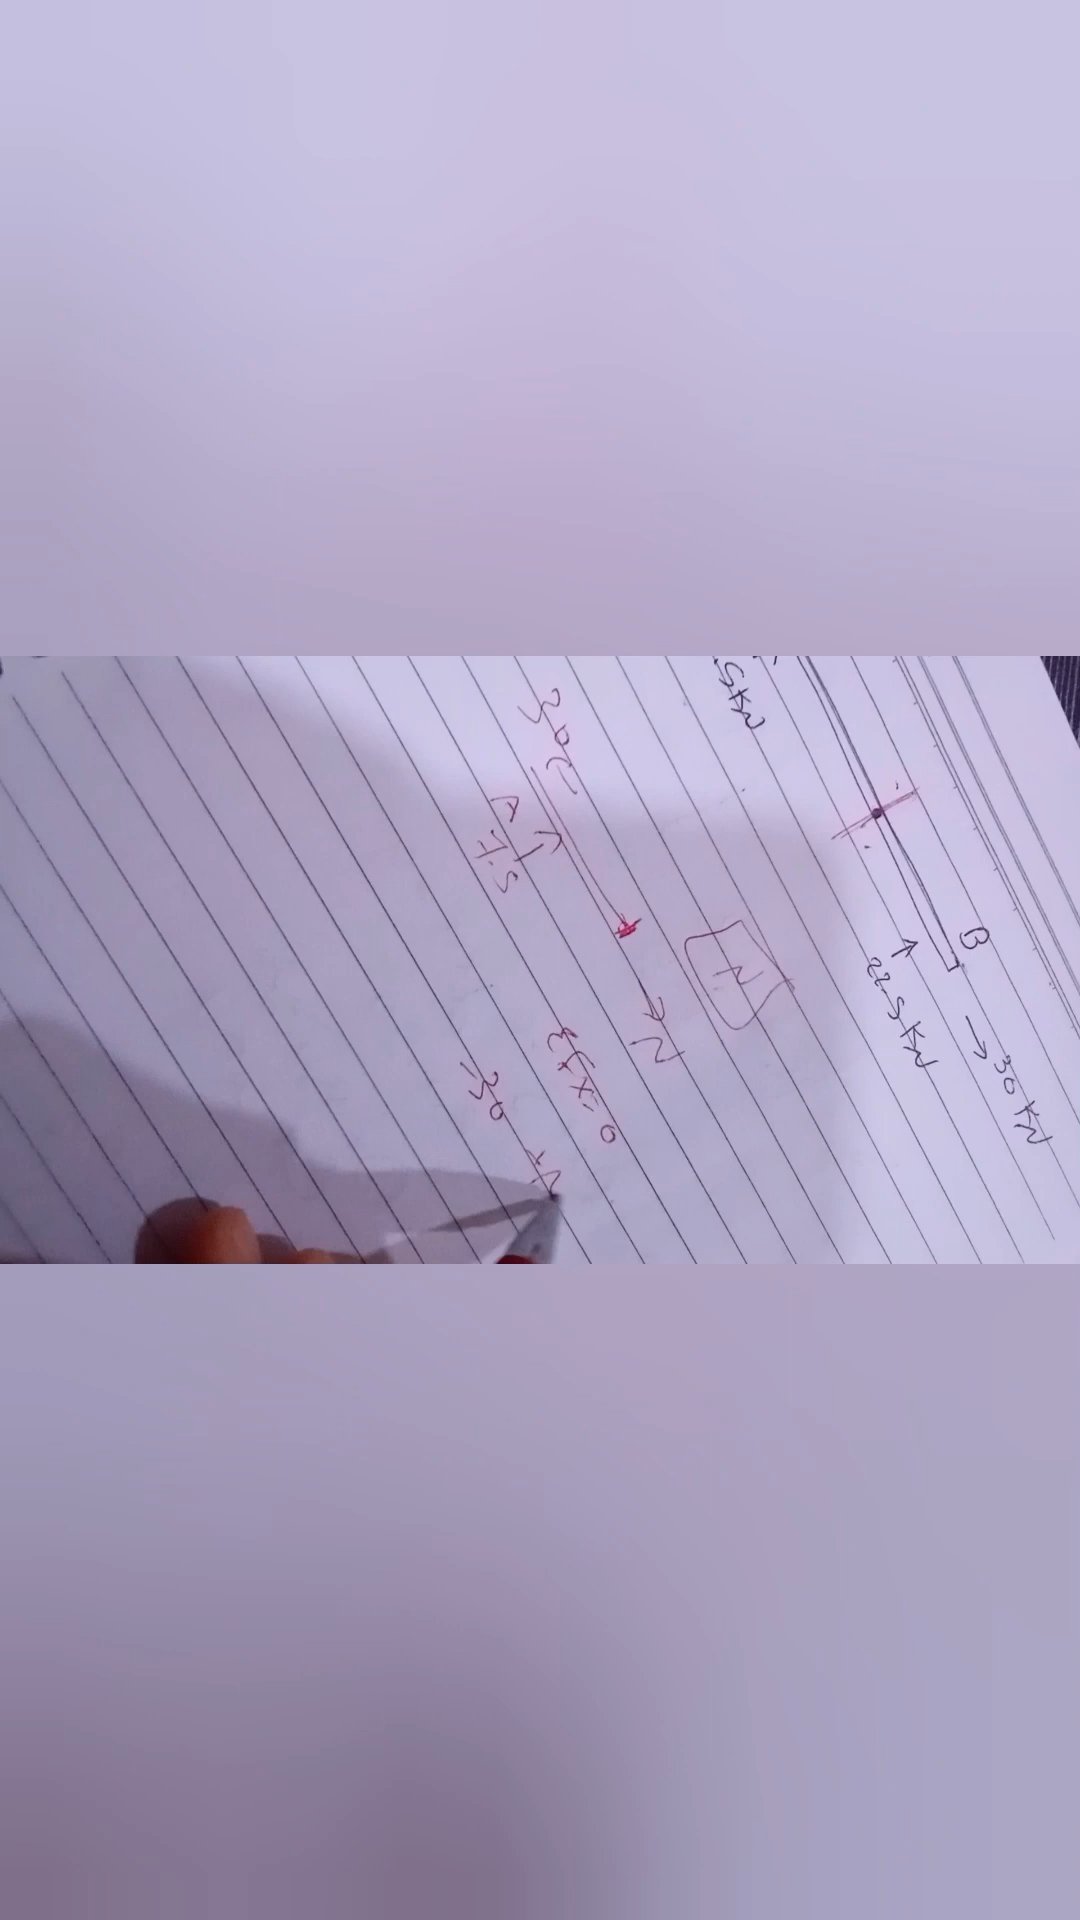 B
→ 30 KN
↑
22.5 KN
.5KN
N
30
↑
A
7.5
→ N
ΣFX=0
-30 +